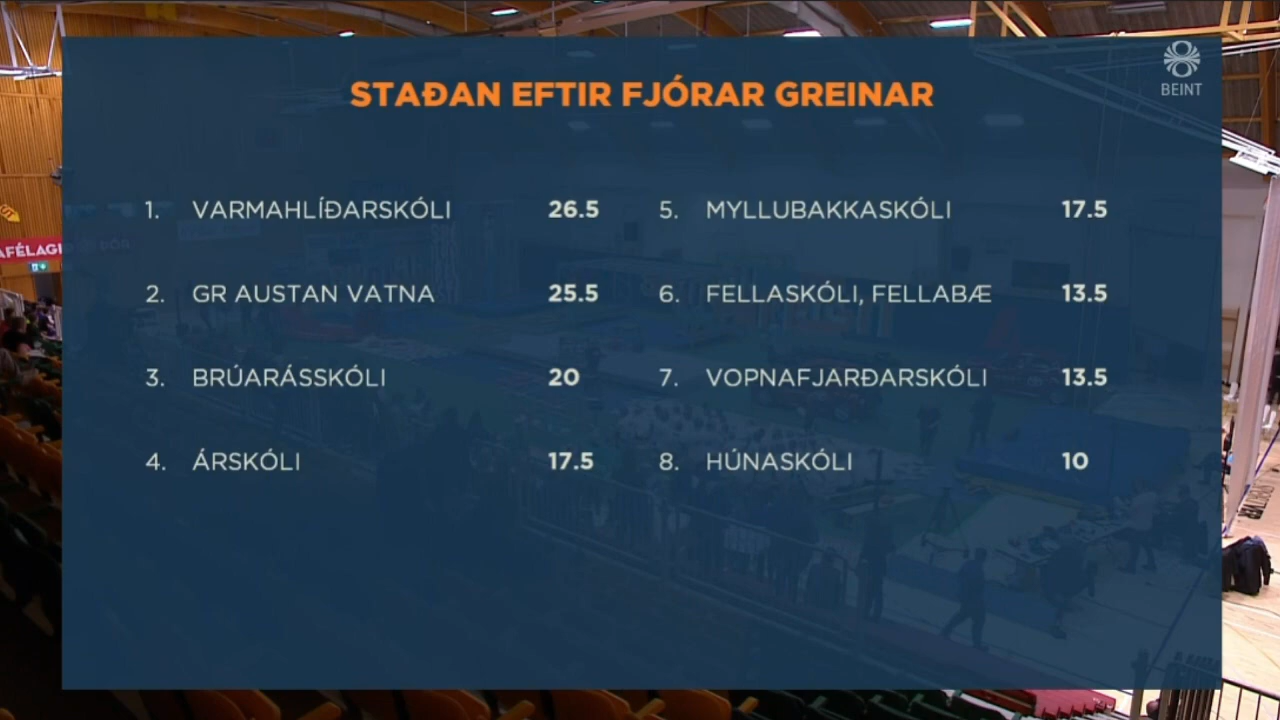 STAÐAN EFTIR FJÓRAR GREINAR
BEINT
1. VARMAHLÍÐARSKÓLI 26.5
2. GR AUSTAN VATNA 25.5
3. BRÚARÁSSKÓLI 20
4. ÁRSKÓLI 17.5
5. MYLLUBAKKASKÓLI 17.5
6. FELLASKÓLI, FELLABÆ 13.5
7. VOPNAFJARÐARSKÓLI 13.5
8. HÚNASKÓLI 10